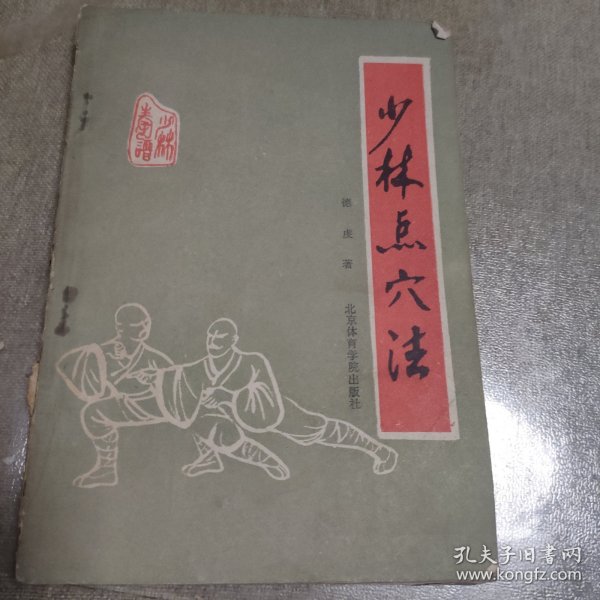 少林点穴法
德虔 著
北京体育学院出版社
少林
秦谱
孔夫子旧书网
www.kongfz.com